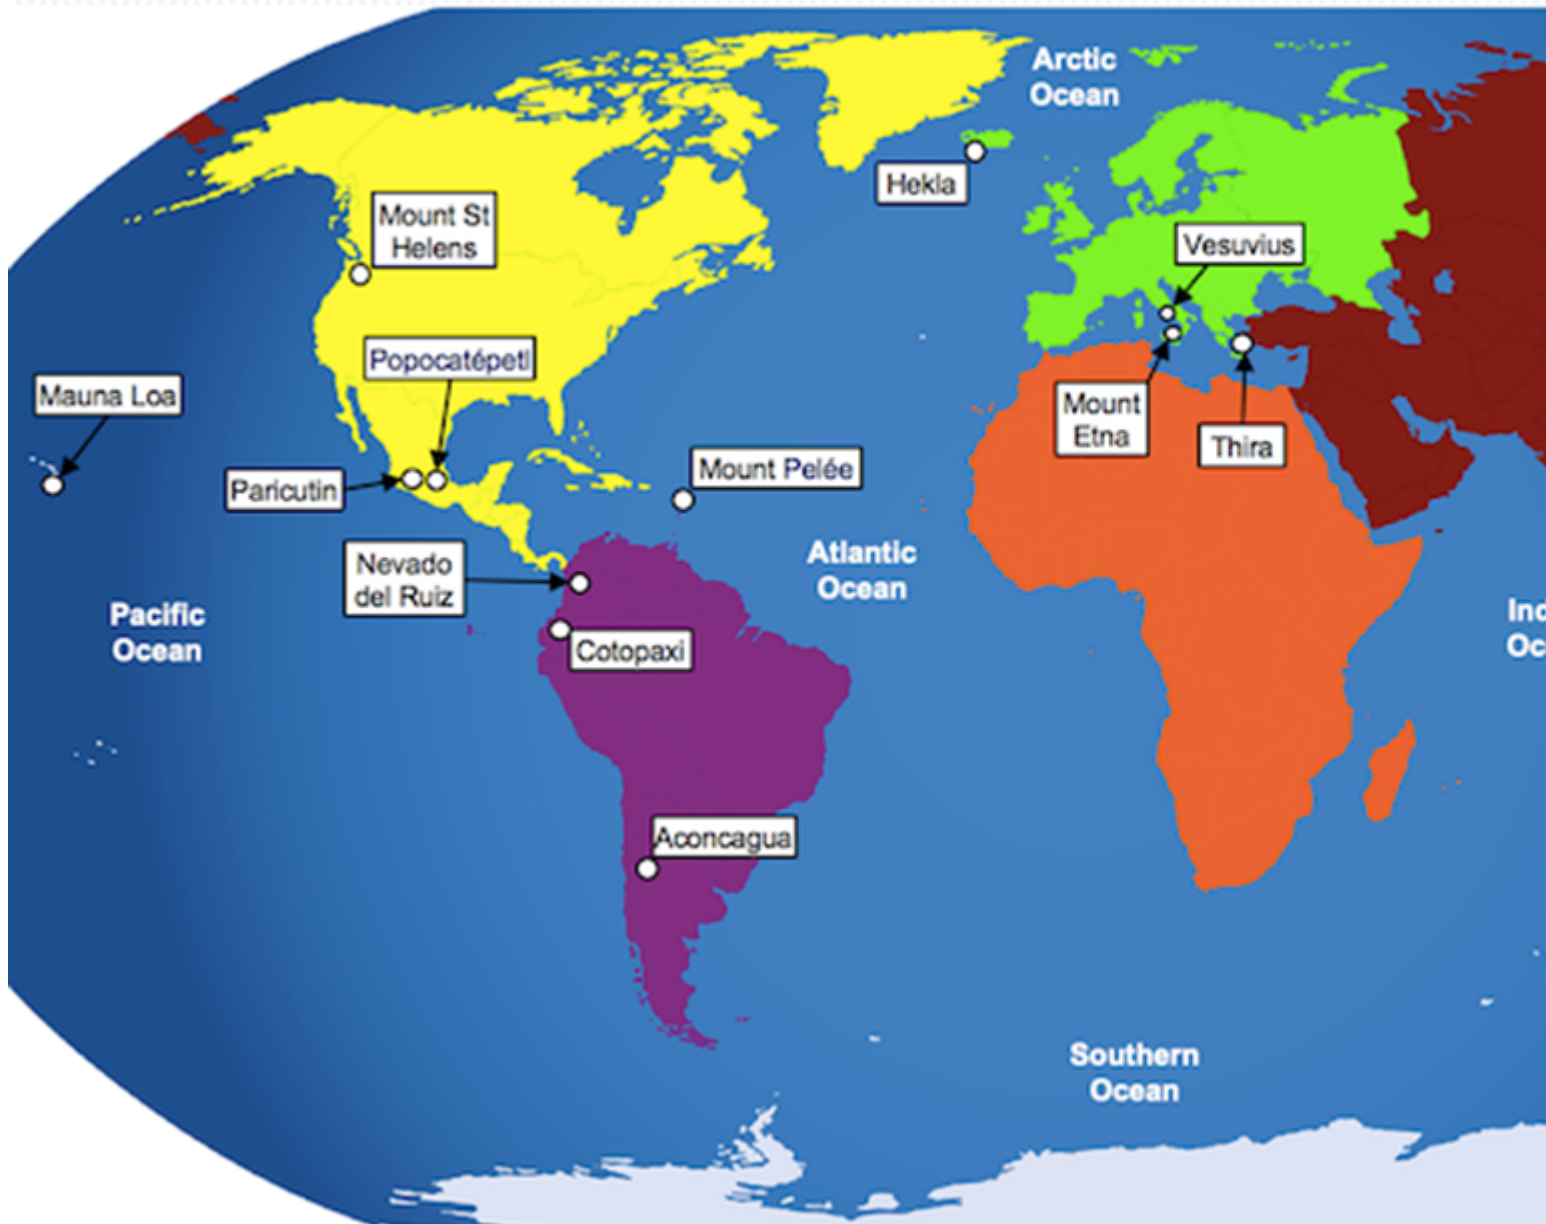 Arctic
Ocean
Hekla
Mount St
Helens
Vesuvius
Popocatépetl
Mauna Loa
Mount
Etna
Thira
Paricutin
Mount Pelée
Nevado
del Ruiz
Atlantic
Ocean
Pacific
Ocean
Cotopaxi
Aconcagua
Southern
Ocean